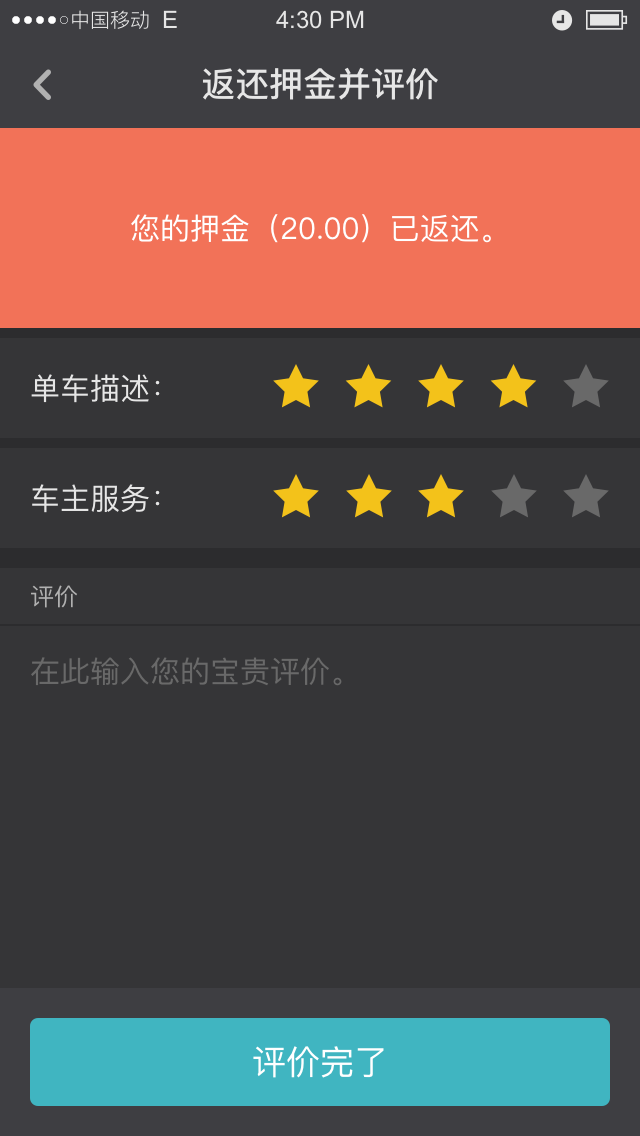 中国移动 E 4:30 PM
返还押金并评价
您的押金（20.00）已返还。
单车描述：
车主服务：
评价
在此输入您的宝贵评价。
评价完了